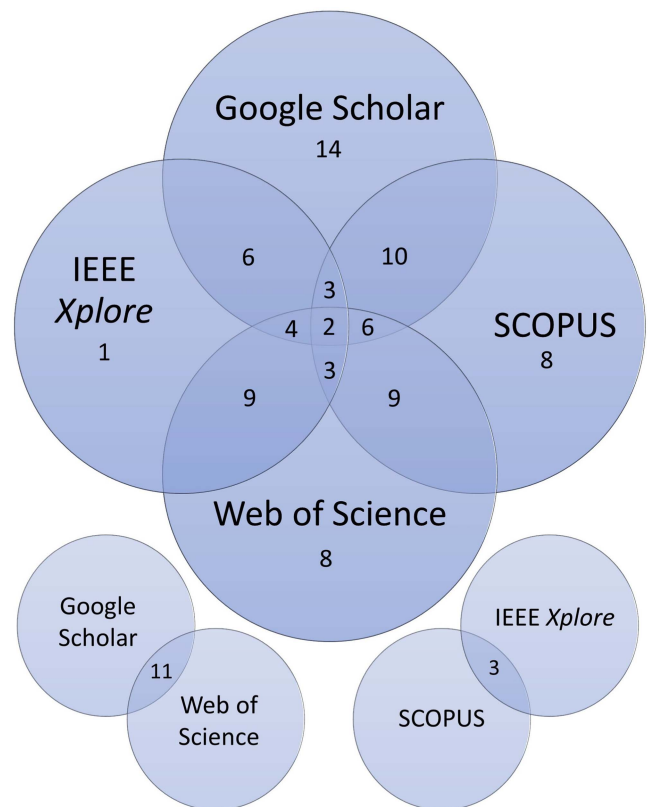 Google Scholar
14
6
10
IEEE
Xplore
1
3
4 2 6
SCOPUS
8
3
9
9
Web of Science
8
Google
Scholar
11
Web of
Science
IEEE Xplore
3
SCOPUS